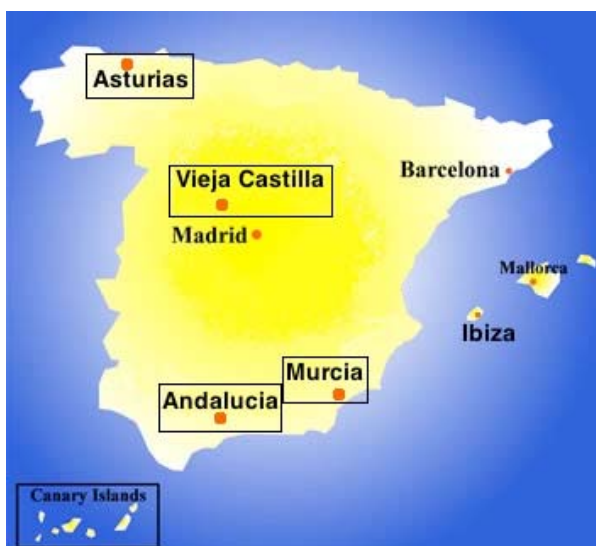 Asturias
Vieja Castilla
Barcelona
Madrid
Mallorca
Ibiza
Murcia
Andalucia
Canary Islands